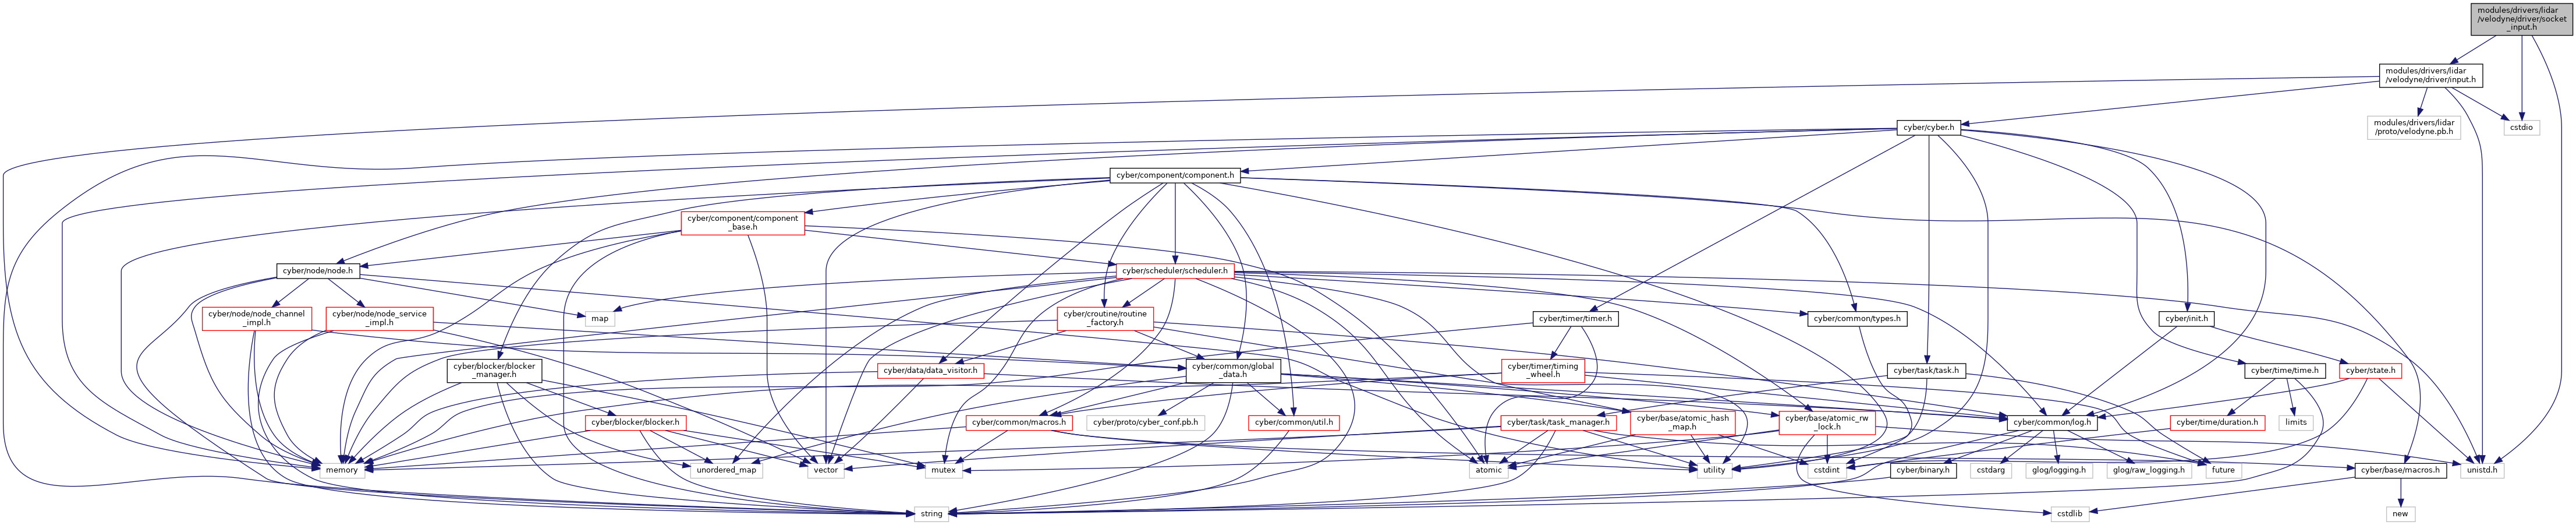 modules/drivers/lidar
/velodyne/driver/socket
_input.h
modules/drivers/lidar
/velodyne/driver/input.h
cyber/cyber.h
modules/drivers/lidar
/proto/velodyne.pb.h
cstdio
cyber/component/component.h
cyber/component/component
_base.h
cyber/node/node.h
cyber/scheduler/scheduler.h
cyber/node/node_channel
_impl.h
cyber/node/node_service
_impl.h
map
cyber/croutine/routine
_factory.h
cyber/timer/timer.h
cyber/common/types.h
cyber/init.h
cyber/blocker/blocker
_manager.h
cyber/data/data_visitor.h
cyber/common/global
_data.h
cyber/timer/timing
_wheel.h
cyber/task/task.h
cyber/time/time.h
cyber/state.h
cyber/blocker/blocker.h
cyber/common/macros.h
cyber/proto/cyber_conf.pb.h
cyber/common/util.h
cyber/task/task_manager.h
cyber/base/atomic_hash
_map.h
cyber/base/atomic_rw
_lock.h
cyber/common/log.h
cyber/time/duration.h
limits
memory
unordered_map
vector
mutex
atomic
utility
cstdint
cyber/binary.h
cstdarg
glog/logging.h
glog/raw_logging.h
future
cyber/base/macros.h
unistd.h
string
cstdlib
new